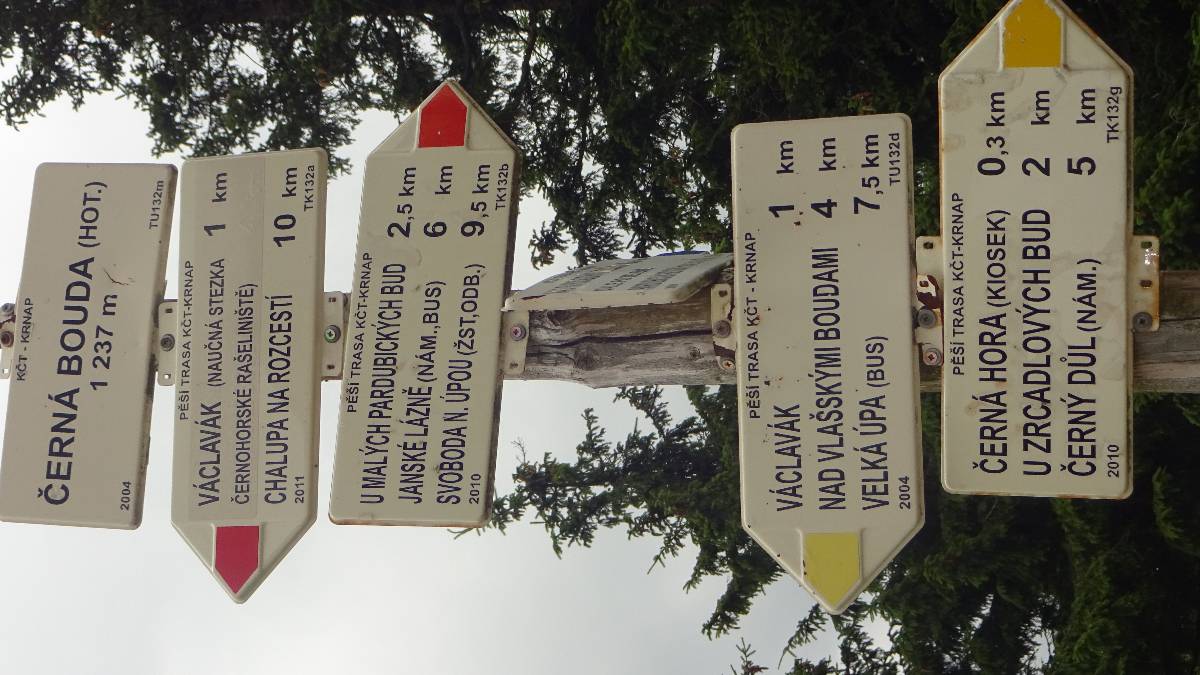 KČT - KRNAP
ČERNÁ BOUDA (HOT.)
1 237 m
2004 TU132m
PĚŠÍ TRASA KČT-KRNAP
VÁCLAVÁK (NAUČNÁ STEZKA 1 km
ČERNOHORSKÉ RAŠELINIŠTĚ)
CHALUPA NA ROZCESTÍ 10 km
2011 TK132a
PĚŠÍ TRASA KČT-KRNAP
U MALÝCH PARDUBICKÝCH BUD 2,5 km
JANSKÉ LÁZNĚ (NÁM.,BUS) 6 km
SVOBODA N. ÚPOU (ŽST,ODB.) 9,5 km
2010 TK132b
PĚŠÍ TRASA KČT - KRNAP
VÁCLAVÁK 1 km
NAD VLAŠSKÝMI BOUDAMI 4 km
VELKÁ ÚPA (BUS) 7,5 km
2004 TU132d
PĚŠÍ TRASA KČT-KRNAP
ČERNÁ HORA (KIOSEK) 0,3 km
U ZRCADLOVÝCH BUD 2 km
ČERNÝ DŮL (NÁM.) 5 km
2010 TK132g